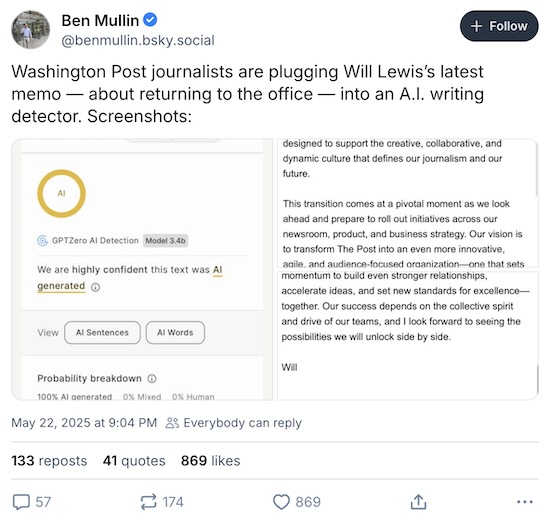 Ben Mullin
+ Follow
@benmullin.bsky.social
Washington Post journalists are plugging Will Lewis's latest
memo — about returning to the office — into an A.I. writing
detector. Screenshots:
AI
GPTZero AI Detection Model 3.4b
We are highly confident this text was AI
generated
View AI Sentences AI Words
Probability breakdown
100% AI generated 0% Mixed 0% Human
designed to support the creative, collaborative, and
dynamic culture that defines our journalism and our
future.
This transition comes at a pivotal moment as we look
ahead and prepare to roll out initiatives across our
newsroom, product, and business strategy. Our vision is
to transform The Post into an even more innovative,
agile, and audience-focused organization—one that sets
momentum to build even stronger relationships,
accelerate ideas, and set new standards for excellence—
together. Our success depends on the collective spirit
and drive of our teams, and I look forward to seeing the
possibilities we will unlock side by side.
Will
May 22, 2025 at 9:04 PM Everybody can reply
133 reposts 41 quotes 869 likes
57 174 869